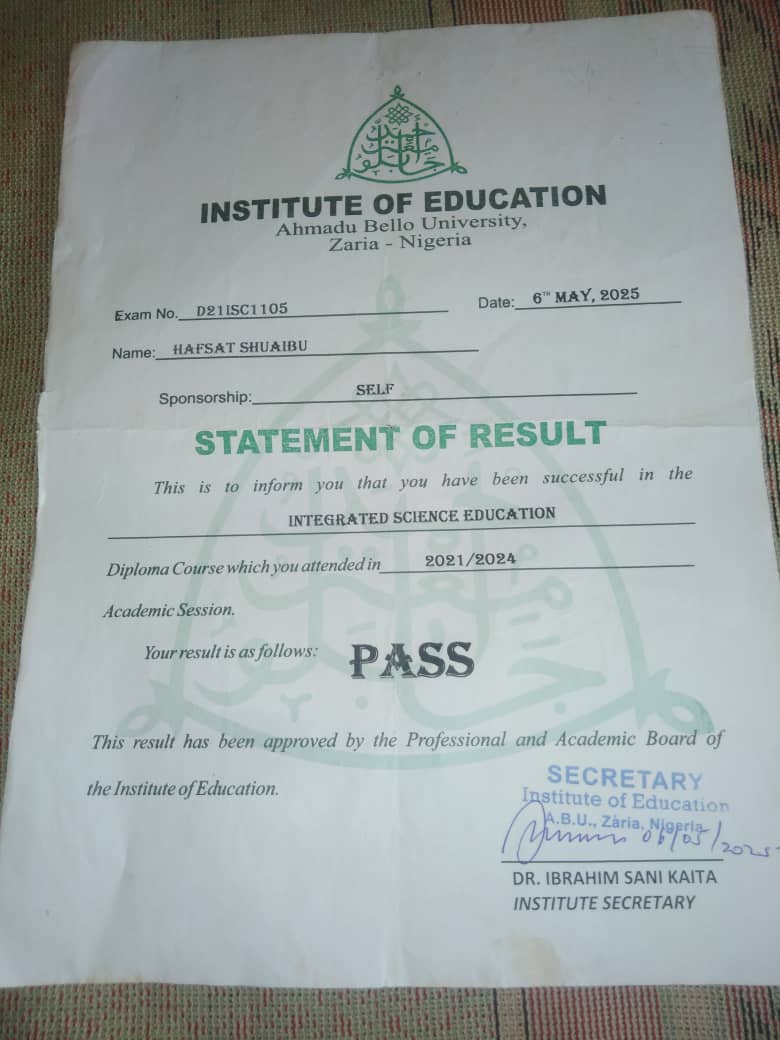 INSTITUTE OF EDUCATION
Ahmadu Bello University,
Zaria - Nigeria
Exam No. D21ISC1105 Date: 6TH MAY, 2025
Name: HAFSAT SHUAIBU
Sponsorship: SELF
STATEMENT OF RESULT
This is to inform you that you have been successful in the
INTEGRATED SCIENCE EDUCATION
Diploma Course which you attended in 2021/2024
Academic Session.
Your result is as follows: PASS
This result has been approved by the Professional and Academic Board of
the Institute of Education.
SECRETARY
Institute of Education
A.B.U., Zaria, Nigeria
06/05/2025
DR. IBRAHIM SANI KAITA
INSTITUTE SECRETARY